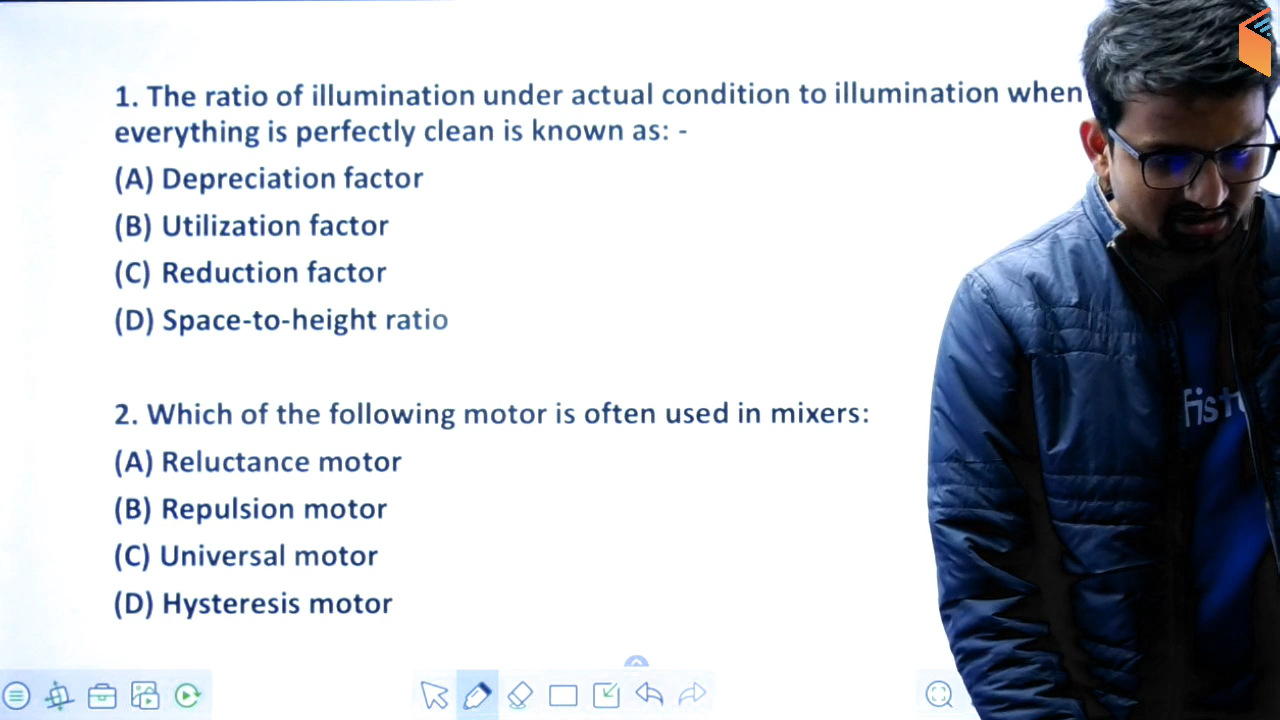 1. The ratio of illumination under actual condition to illumination when
everything is perfectly clean is known as: -
(A) Depreciation factor
(B) Utilization factor
(C) Reduction factor
(D) Space-to-height ratio
2. Which of the following motor is often used in mixers:
(A) Reluctance motor
(B) Repulsion motor
(C) Universal motor
(D) Hysteresis motor